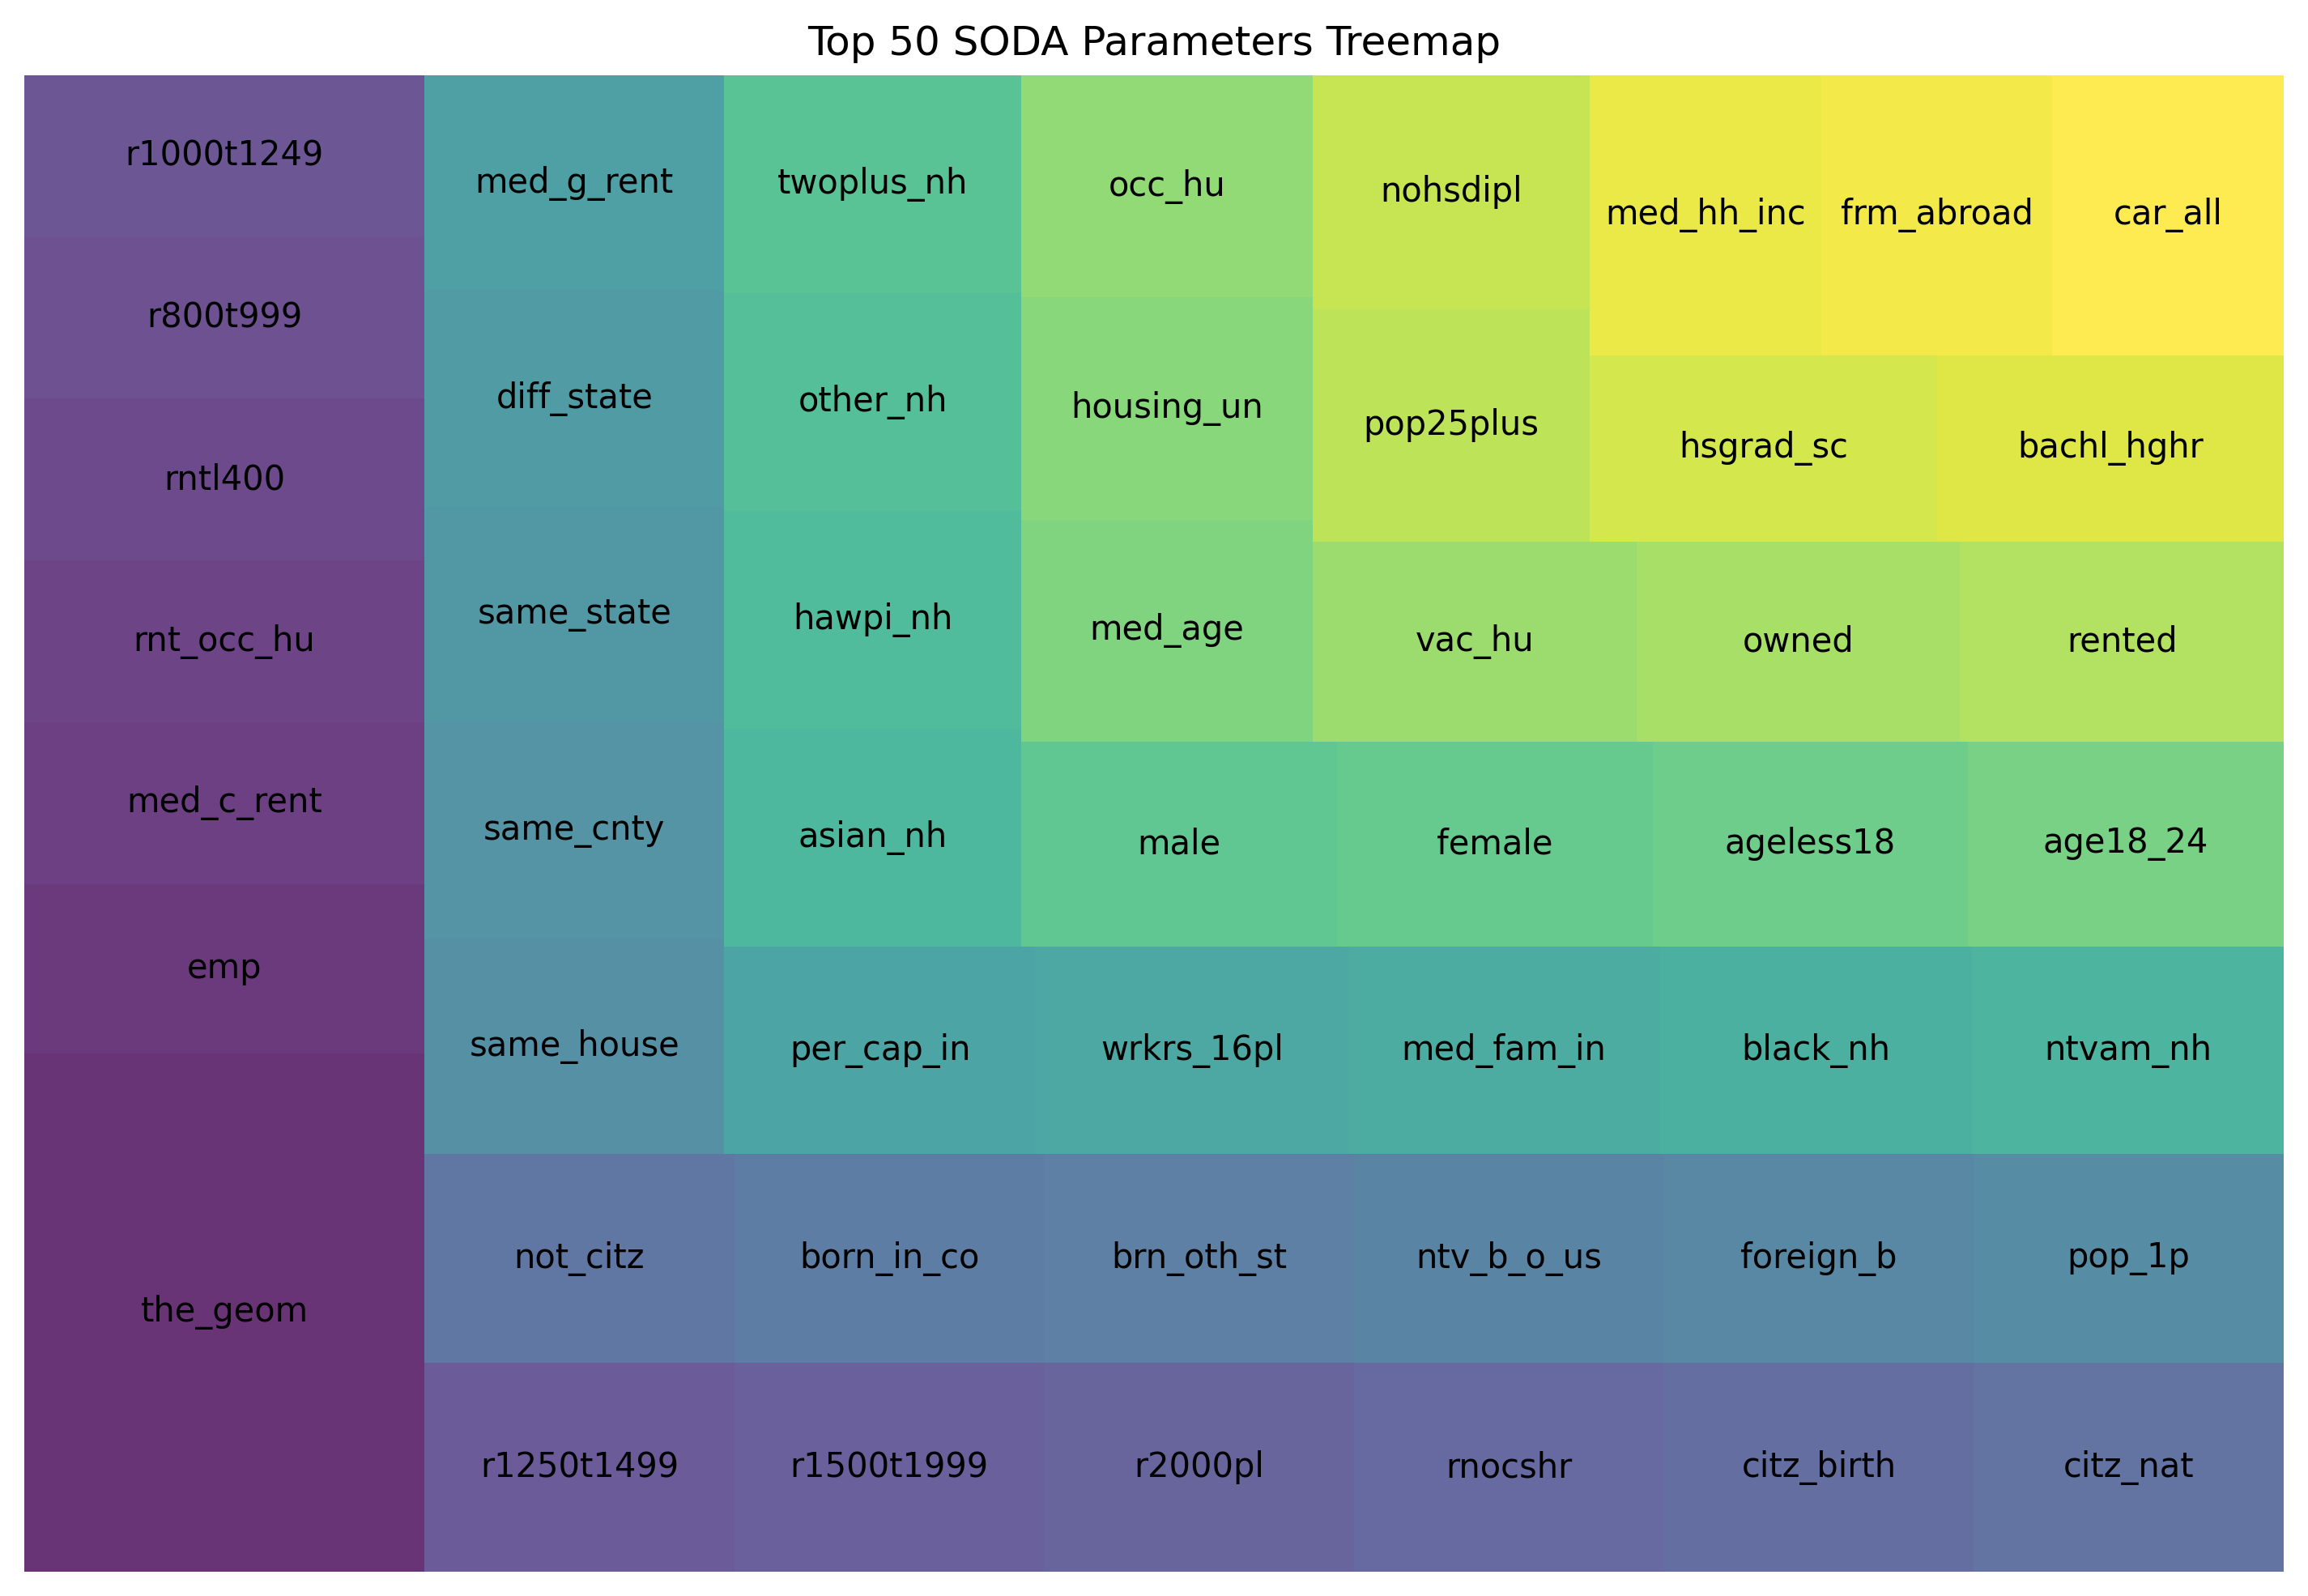 Top 50 SODA Parameters Treemap
r1000t1249
r800t999
rntl400
rnt_occ_hu
med_c_rent
emp
the_geom
med_g_rent
diff_state
same_state
same_cnty
same_house
twoplus_nh
other_nh
hawpi_nh
asian_nh
occ_hu
housing_un
med_age
nohsdipl
pop25plus
med_hh_inc
frm_abroad
car_all
hsgrad_sc
bachl_hghr
vac_hu
owned
rented
male
female
ageless18
age18_24
per_cap_in
wrkrs_16pl
med_fam_in
black_nh
ntvam_nh
not_citz
born_in_co
brn_oth_st
ntv_b_o_us
foreign_b
pop_1p
r1250t1499
r1500t1999
r2000pl
rnocshr
citz_birth
citz_nat